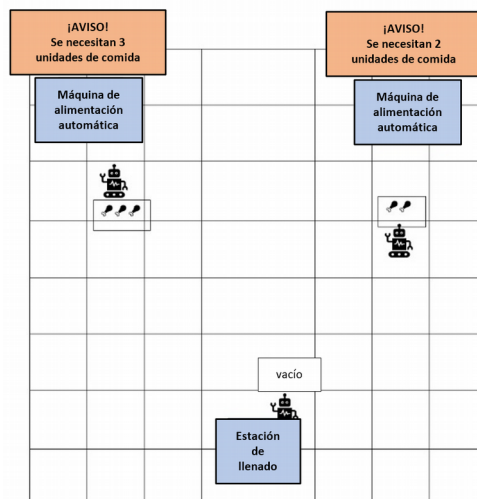 ¡AVISO!
Se necesitan 3
unidades de comida
¡AVISO!
Se necesitan 2
unidades de comida
Máquina de
alimentación
automática
Máquina de
alimentación
automática
vacío
Estación
de
llenado